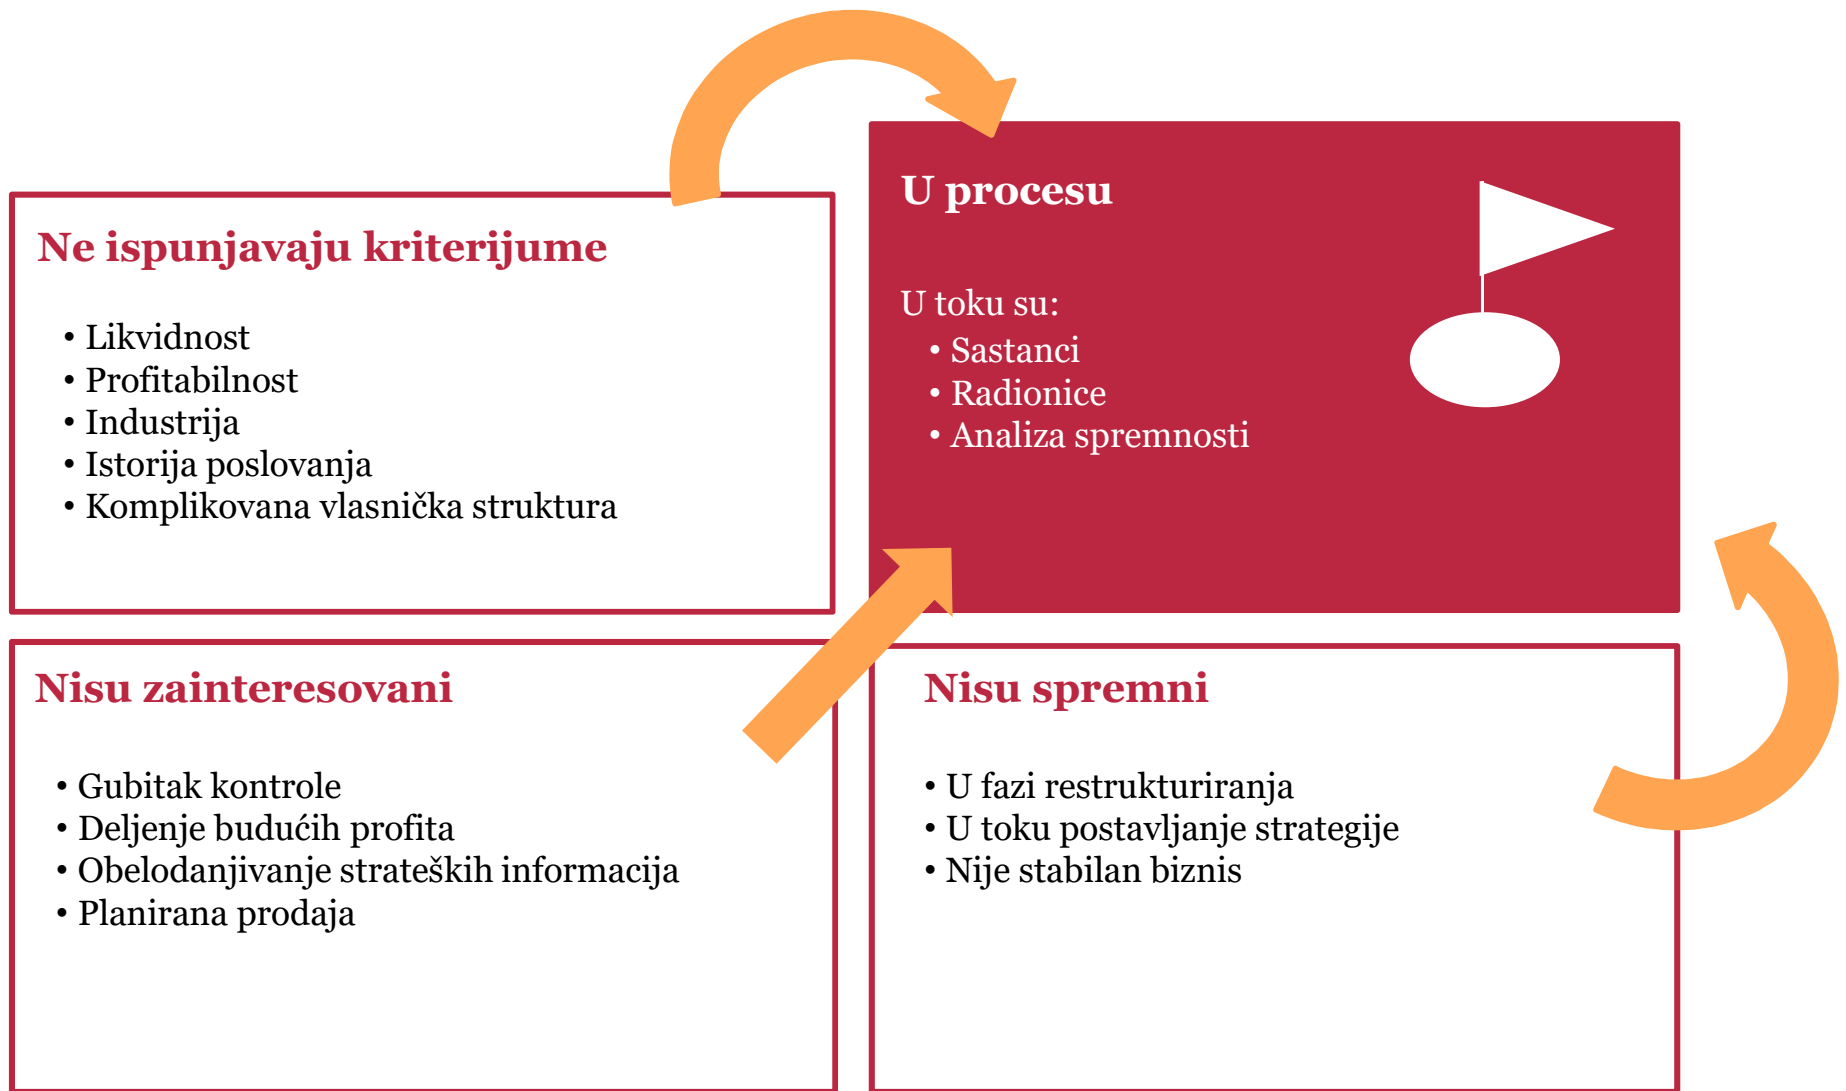 Ne ispunjavaju kriterijume
• Likvidnost
• Profitabilnost
• Industrija
• Istorija poslovanja
• Komplikovana vlasnička struktura
U procesu
U toku su:
• Sastanci
• Radionice
• Analiza spremnosti
Nisu zainteresovani
• Gubitak kontrole
• Deljenje budućih profita
• Obelodanjivanje strateških informacija
• Planirana prodaja
Nisu spremni
• U fazi restrukturiranja
• U toku postavljanje strategije
• Nije stabilan biznis